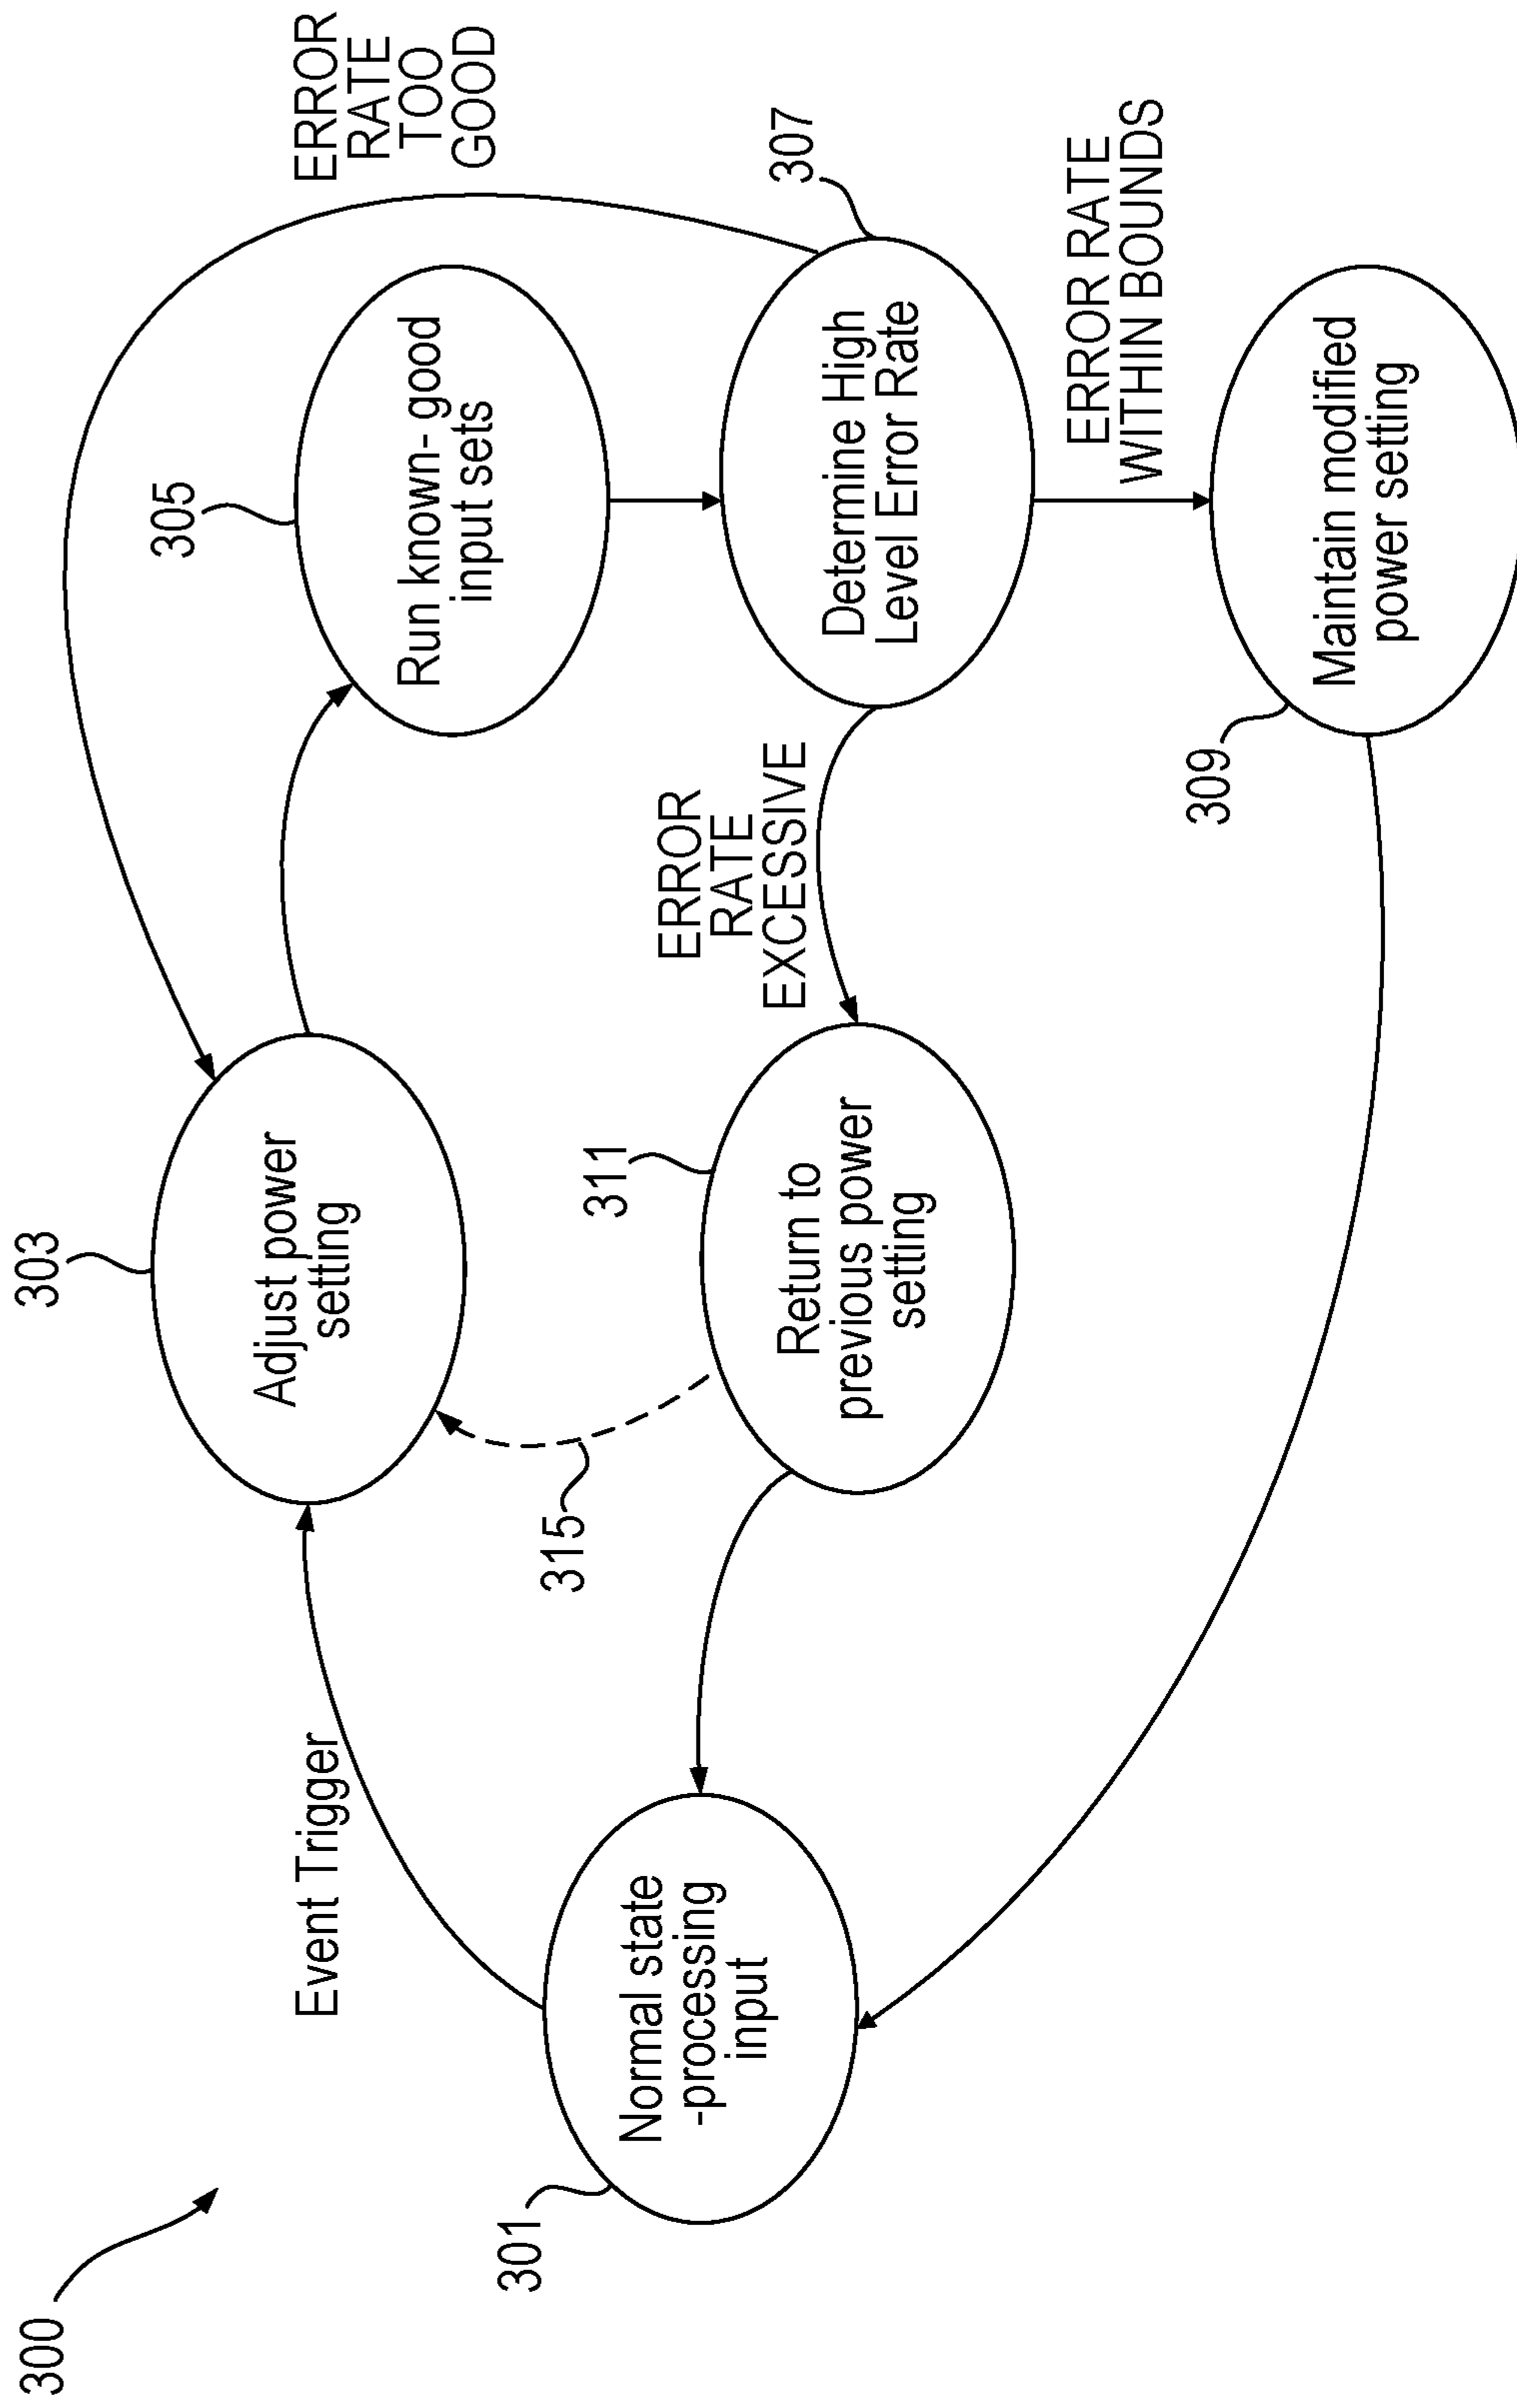 300
301
Normal state
-processing
input
Event Trigger
303
Adjust power
setting
315
311
Return to
previous power
setting
305
Run known- good
input sets
ERROR
RATE
TOO
GOOD
307
Determine High
Level Error Rate
ERROR
RATE
EXCESSIVE
ERROR RATE
WITHIN BOUNDS
309
Maintain modified
power setting